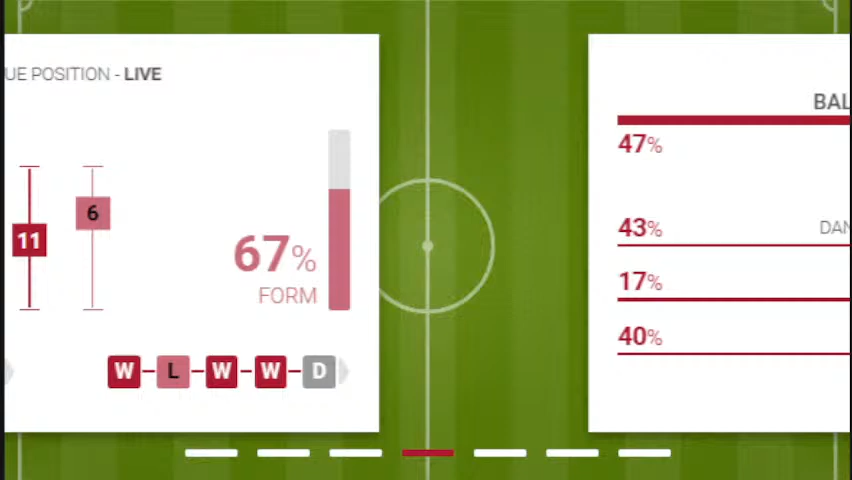 UE POSITION - LIVE
11
6
67%
FORM
W L W W D
BAL
47%
43%
DAN
17%
40%